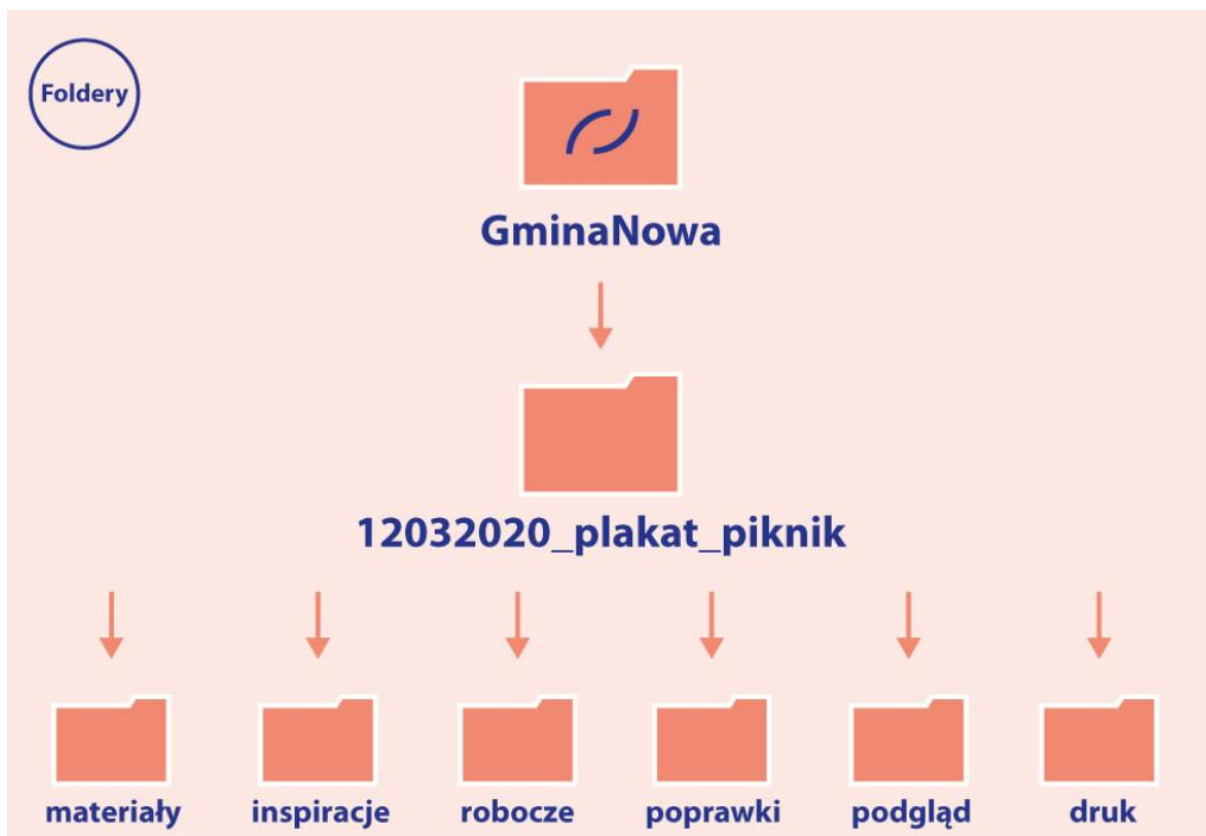 Foldery
GminaNowa
12032020_plakat_piknik
materiały inspiracje robocze poprawki podgląd druk